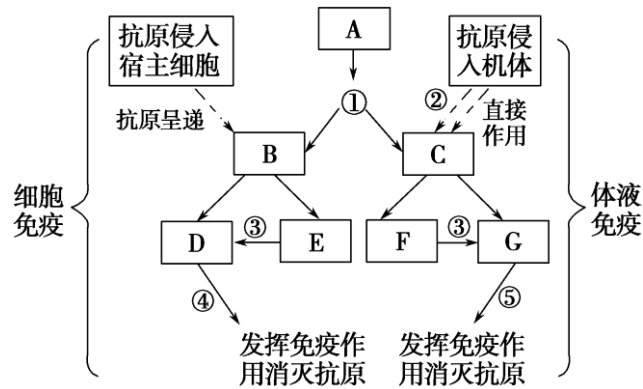 抗原侵入
宿主细胞
A
抗原侵
入机体
①
②
直接
作用
抗原呈递
B
C
细胞
免疫
体液
免疫
D
③
E
F
③
G
④
⑤
发挥免疫作
用消灭抗原
发挥免疫作
用消灭抗原